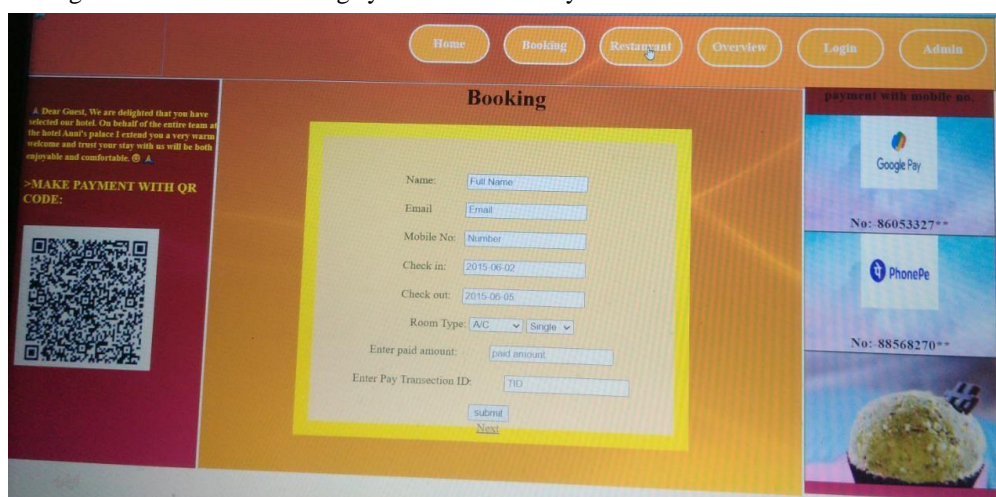 Home
Booking
Restaurant
Overview
Login
Admin
Dear Guest, We are delighted that you have
selected our hotel. On behalf of the entire team at
the hotel Anni's palace I extend you a very warm
welcome and trust your stay with us will be both
enjoyable and comfortable.
>MAKE PAYMENT WITH QR
CODE:
Booking
Name: Full Name
Email Email
Mobile No: Number
Check in: 2015-06-02
Check out: 2015-06-05
Room Type: A/C Single
Enter paid amount: paid amount
Enter Pay Transection ID: TID
submit
Next
payment with mobile no.
Google Pay
No: 86053327**
PhonePe
No: 88568270**